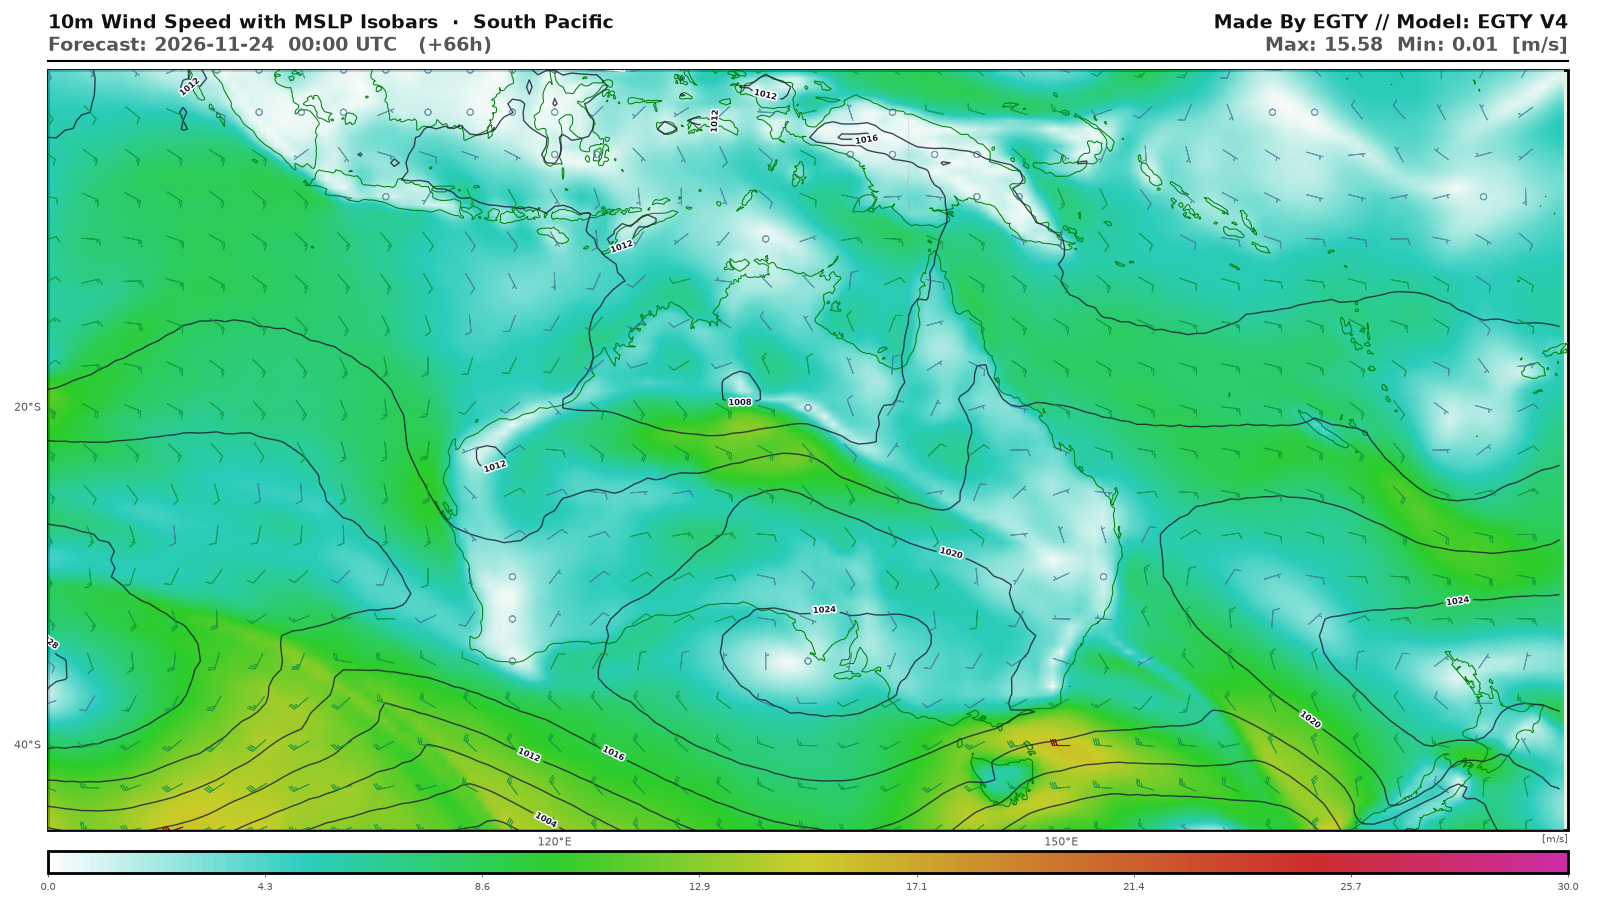 10m Wind Speed with MSLP Isobars · South Pacific
Made By EGTY // Model: EGTY V4
Forecast: 2026-11-24 00:00 UTC (+66h)
Max: 15.58 Min: 0.01 [m/s]
1012
1012
1012
1016
1012
20°S
1008
1012
1020
1024
1024
28
1020
40°S
1012
1016
1004
120°E
150°E
[m/s]
0.0
4.3
8.6
12.9
17.1
21.4
25.7
30.0